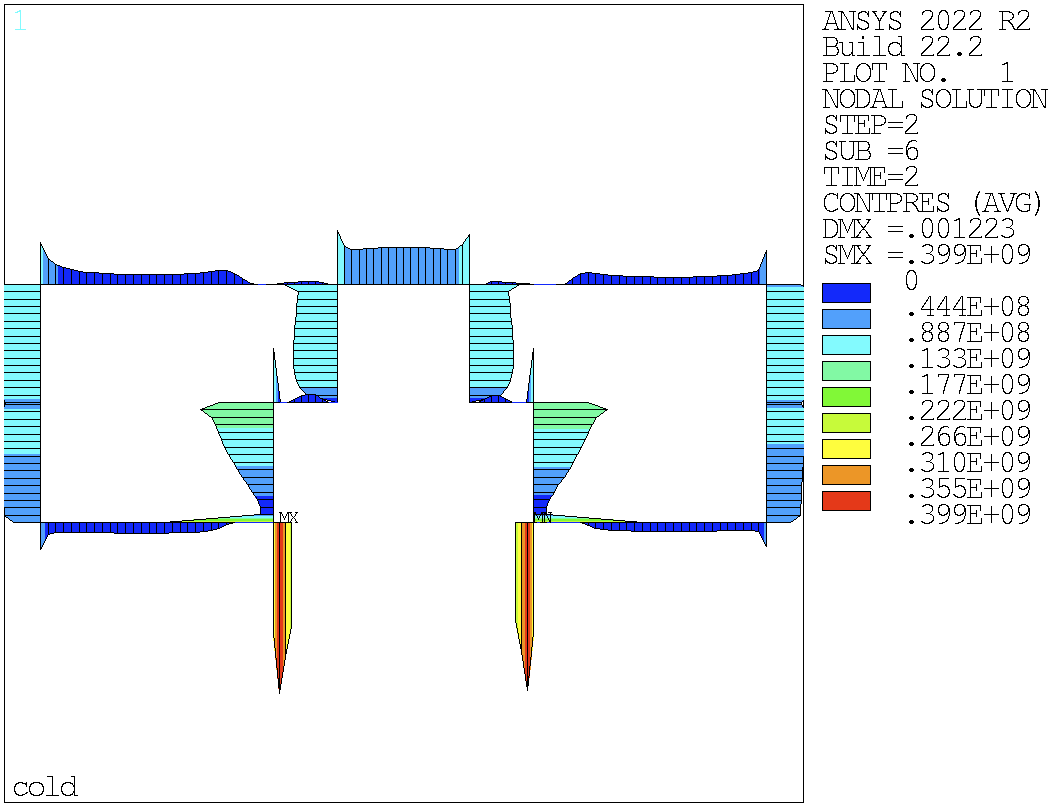 1
ANSYS 2022 R2
Build 22.2
PLOT NO. 1
NODAL SOLUTION
STEP=2
SUB =6
TIME=2
CONTPRES (AVG)
DMX =.001223
SMX =.399E+09
0
.444E+08
.887E+08
.133E+09
.177E+09
.222E+09
.266E+09
.310E+09
.355E+09
.399E+09
MX
MN
cold